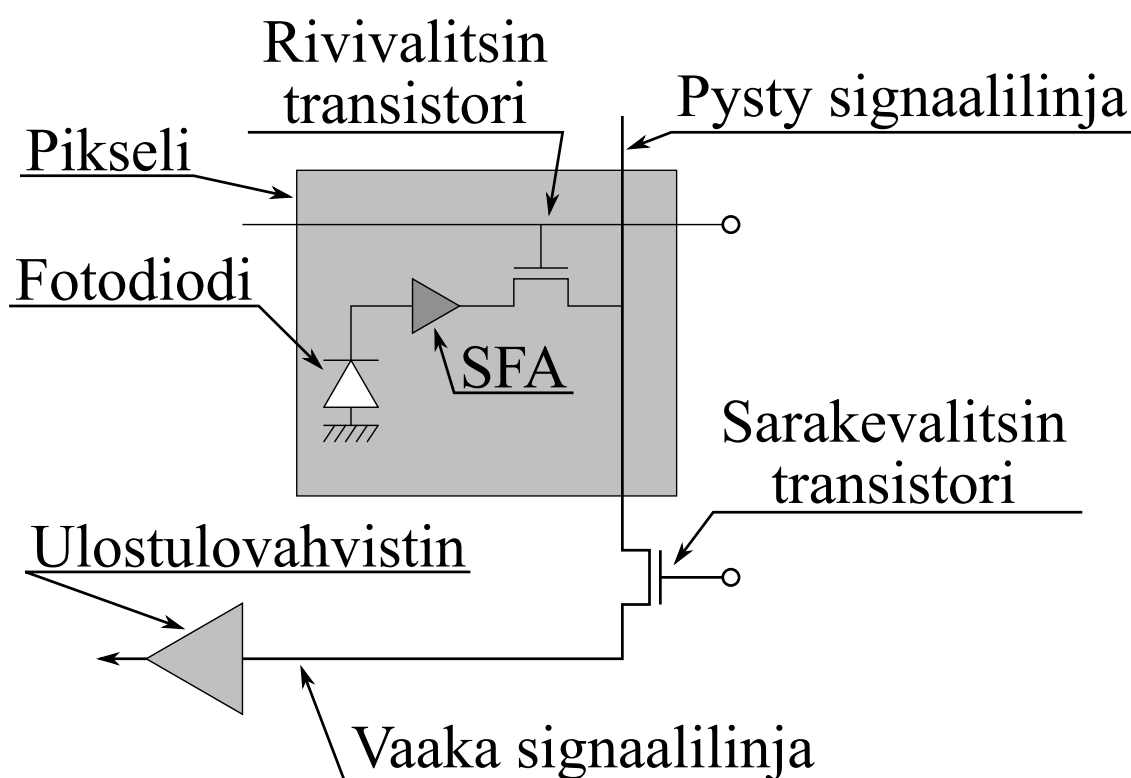 Rivivalitsin
transistori
Pysty signaalilinja
Pikseli
Fotodiodi
SFA
Sarakevalitsin
transistori
Ulostulovahvistin
Vaaka signaalilinja